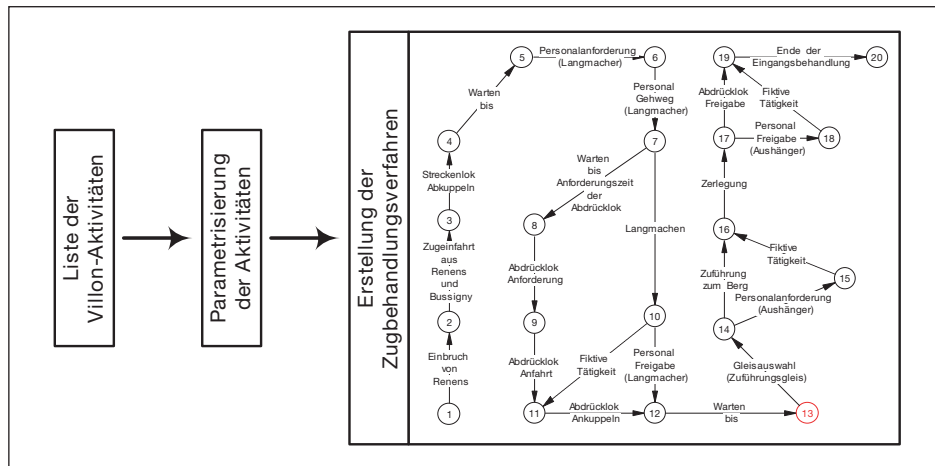 Liste der
Villon-Aktivitäten
Parametrisierung
der Aktivitäten
Erstellung der
Zugbehandlungsverfahren
1
Einbruch
von
Renens
2
Zugeinfahrt
aus
Renens
und
Bussigny
3
Streckenlok
Abkuppeln
4
Warten
bis
5
Personalanforderung
(Langmacher)
6
Personal
Gehweg
(Langmacher)
7
Warten
bis
Anforderungszeit
der
Abdrücklok
8
Abdrücklok
Anforderung
9
Abdrücklok
Anfahrt
Langmachen
10
Fiktive
Tätigkeit
Personal
Freigabe
(Langmacher)
11
Abdrücklok
Ankuppeln
12
Warten
bis
13
Gleisauswahl
(Zuführungsgleis)
14
Zuführung
zum Berg
Personalanforderung
(Aushänger)
15
Fiktive
Tätigkeit
16
Zerlegung
17
Personal
Freigabe
(Aushänger)
18
Abdrücklok
Freigabe
Fiktive
Tätigkeit
19
Ende der
Eingangsbehandlung
20